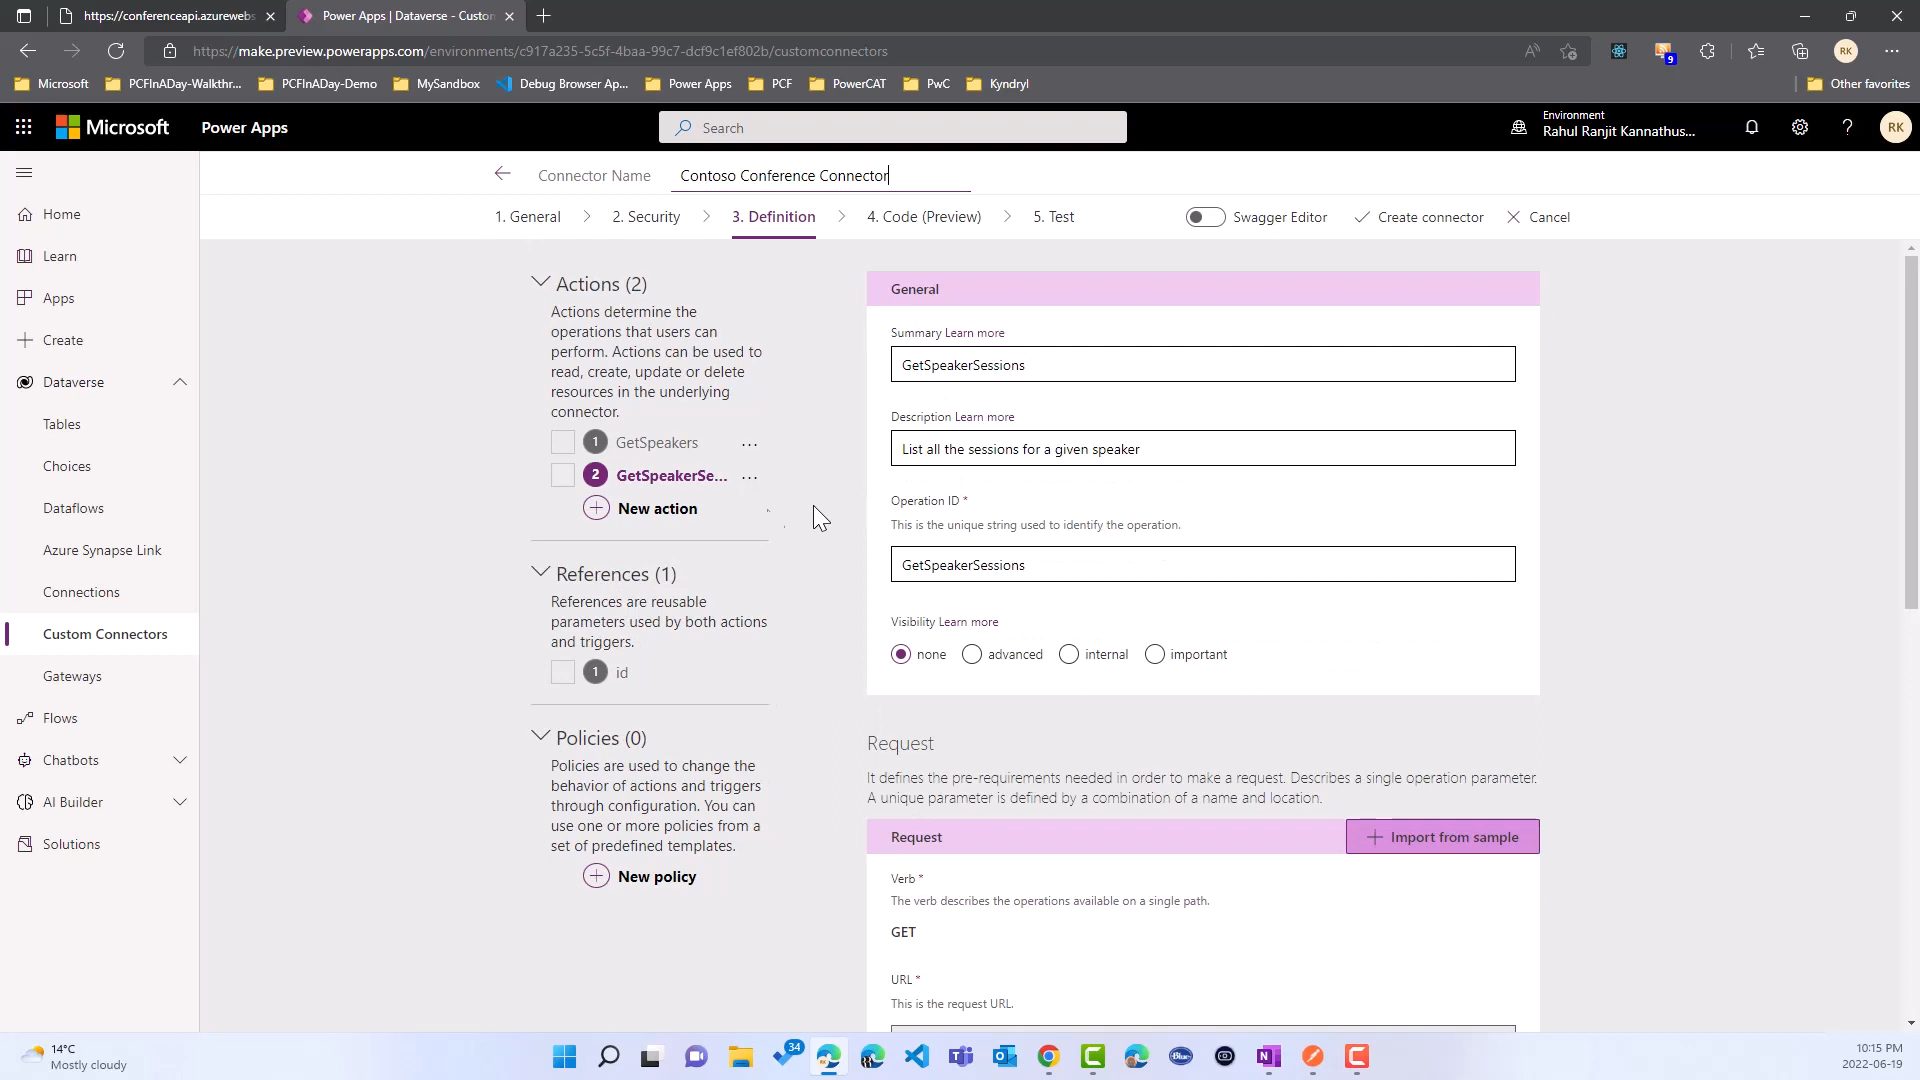 https://conferenceapi.azurewebs
Power Apps | Dataverse - Custo
https://make.preview.powerapps.com/environments/c917a235-5c5f-4baa-99c7-dcf9c1ef802b/customconnectors
RK
9
Microsoft
PCFInADay-Walkthr...
PCFInADay-Demo
MySandbox
Debug Browser Ap...
Power Apps
PCF
PowerCAT
PwC
Kyndryl
Other favorites
Microsoft
Power Apps
Search
Environment
Rahul Ranjit Kannathus...
RK
Connector Name
Contoso Conference Connector
1. General
2. Security
3. Definition
4. Code (Preview)
5. Test
Swagger Editor
Create connector
Cancel
Home
Learn
Apps
Create
Dataverse
Tables
Choices
Dataflows
Azure Synapse Link
Connections
Custom Connectors
Gateways
Flows
Chatbots
AI Builder
Solutions
Actions (2)
Actions determine the
operations that users can
perform. Actions can be used to
read, create, update or delete
resources in the underlying
connector.
1 GetSpeakers ...
2 GetSpeakerSe... ...
New action
References (1)
References are reusable
parameters used by both actions
and triggers.
1 id
Policies (0)
Policies are used to change the
behavior of actions and triggers
through configuration. You can
use one or more policies from a
set of predefined templates.
New policy
General
Summary Learn more
GetSpeakerSessions
Description Learn more
List all the sessions for a given speaker
Operation ID *
This is the unique string used to identify the operation.
GetSpeakerSessions
Visibility Learn more
none
advanced
internal
important
Request
It defines the pre-requirements needed in order to make a request. Describes a single operation parameter.
A unique parameter is defined by a combination of a name and location.
Request
Import from sample
Verb *
The verb describes the operations available on a single path.
GET
URL *
This is the request URL.
14°C
Mostly cloudy
34
10:15 PM
2022-06-19